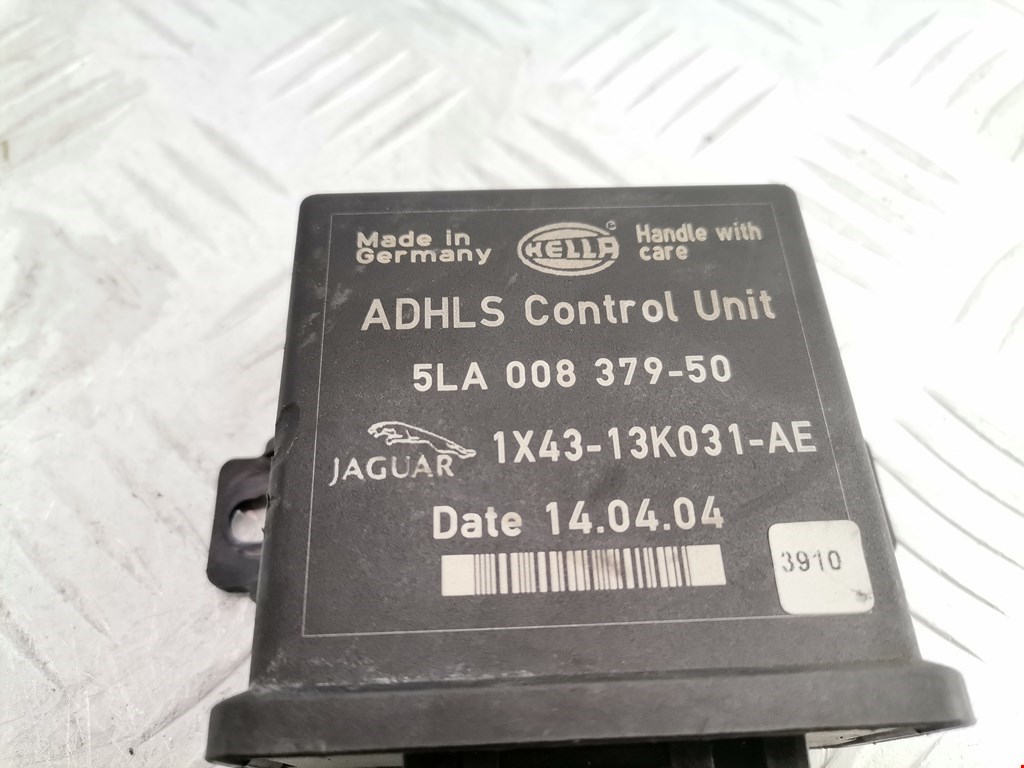 Made in
Germany
HELLA
Handle with
care
ADHLS Control Unit
5LA 008 379-50
JAGUAR 1X43-13K031-AE
Date 14.04.04
3910